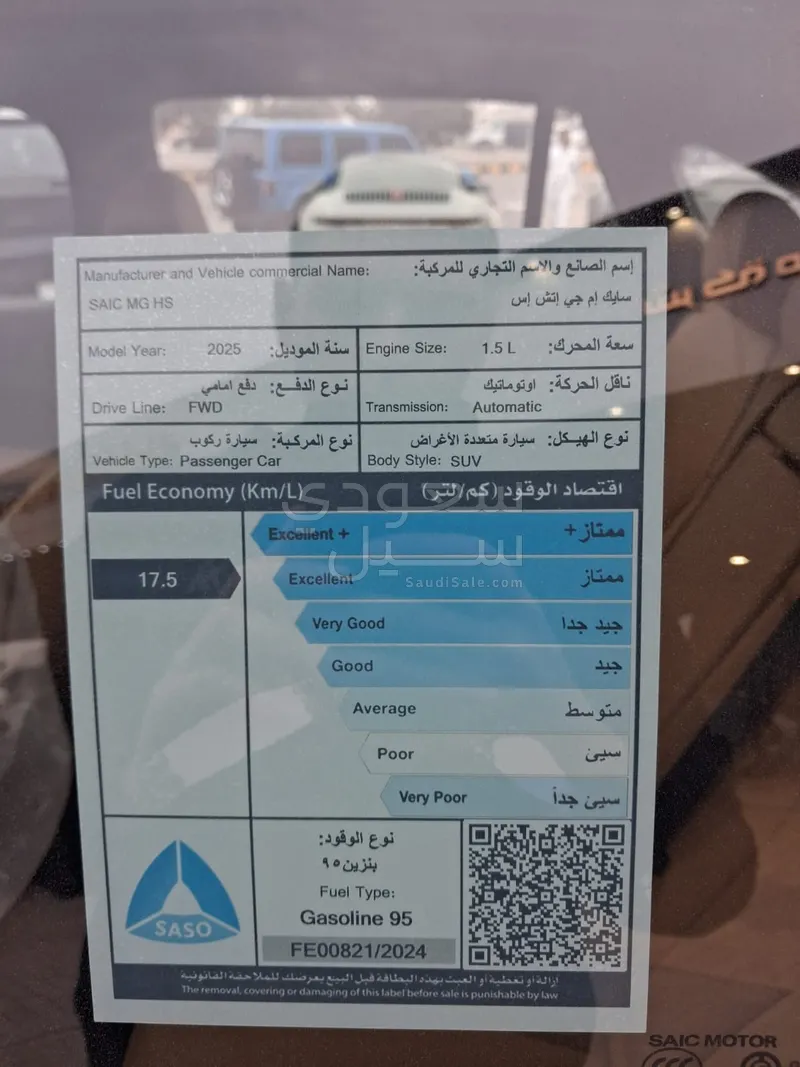 Manufacturer and Vehicle commercial Name: إسم الصانع والاسم التجاري للمركبة:
SAIC MG HS سايك إم جي إتش إس
Model Year: 2025 سنة الموديل: Engine Size: 1.5 L سعة المحرك:
نوع الدفع: دفع امامي ناقل الحركة: اوتوماتيك
Drive Line: FWD Transmission: Automatic
نوع المركبة: سيارة ركوب نوع الهيكل: سيارة متعددة الأغراض
Vehicle Type: Passenger Car Body Style: SUV
Fuel Economy (Km/L) اقتصاد الوقود (كم/لتر)
سعودي سيل
SaudiSale.com
Excellent + ممتاز +
17.5 Excellent ممتاز
Very Good جيد جدا
Good جيد
Average متوسط
Poor سيئ
Very Poor سيئ جداً
SASO
نوع الوقود:
بنزين ٩٥
Fuel Type:
Gasoline 95
FE00821/2024
إزالة أو تغطية أو العبث بهذه البطاقة قبل البيع يعرضك للملاحقة القانونية
The removal, covering or damaging of this label before sale is punishable by law
SAIC MOTOR